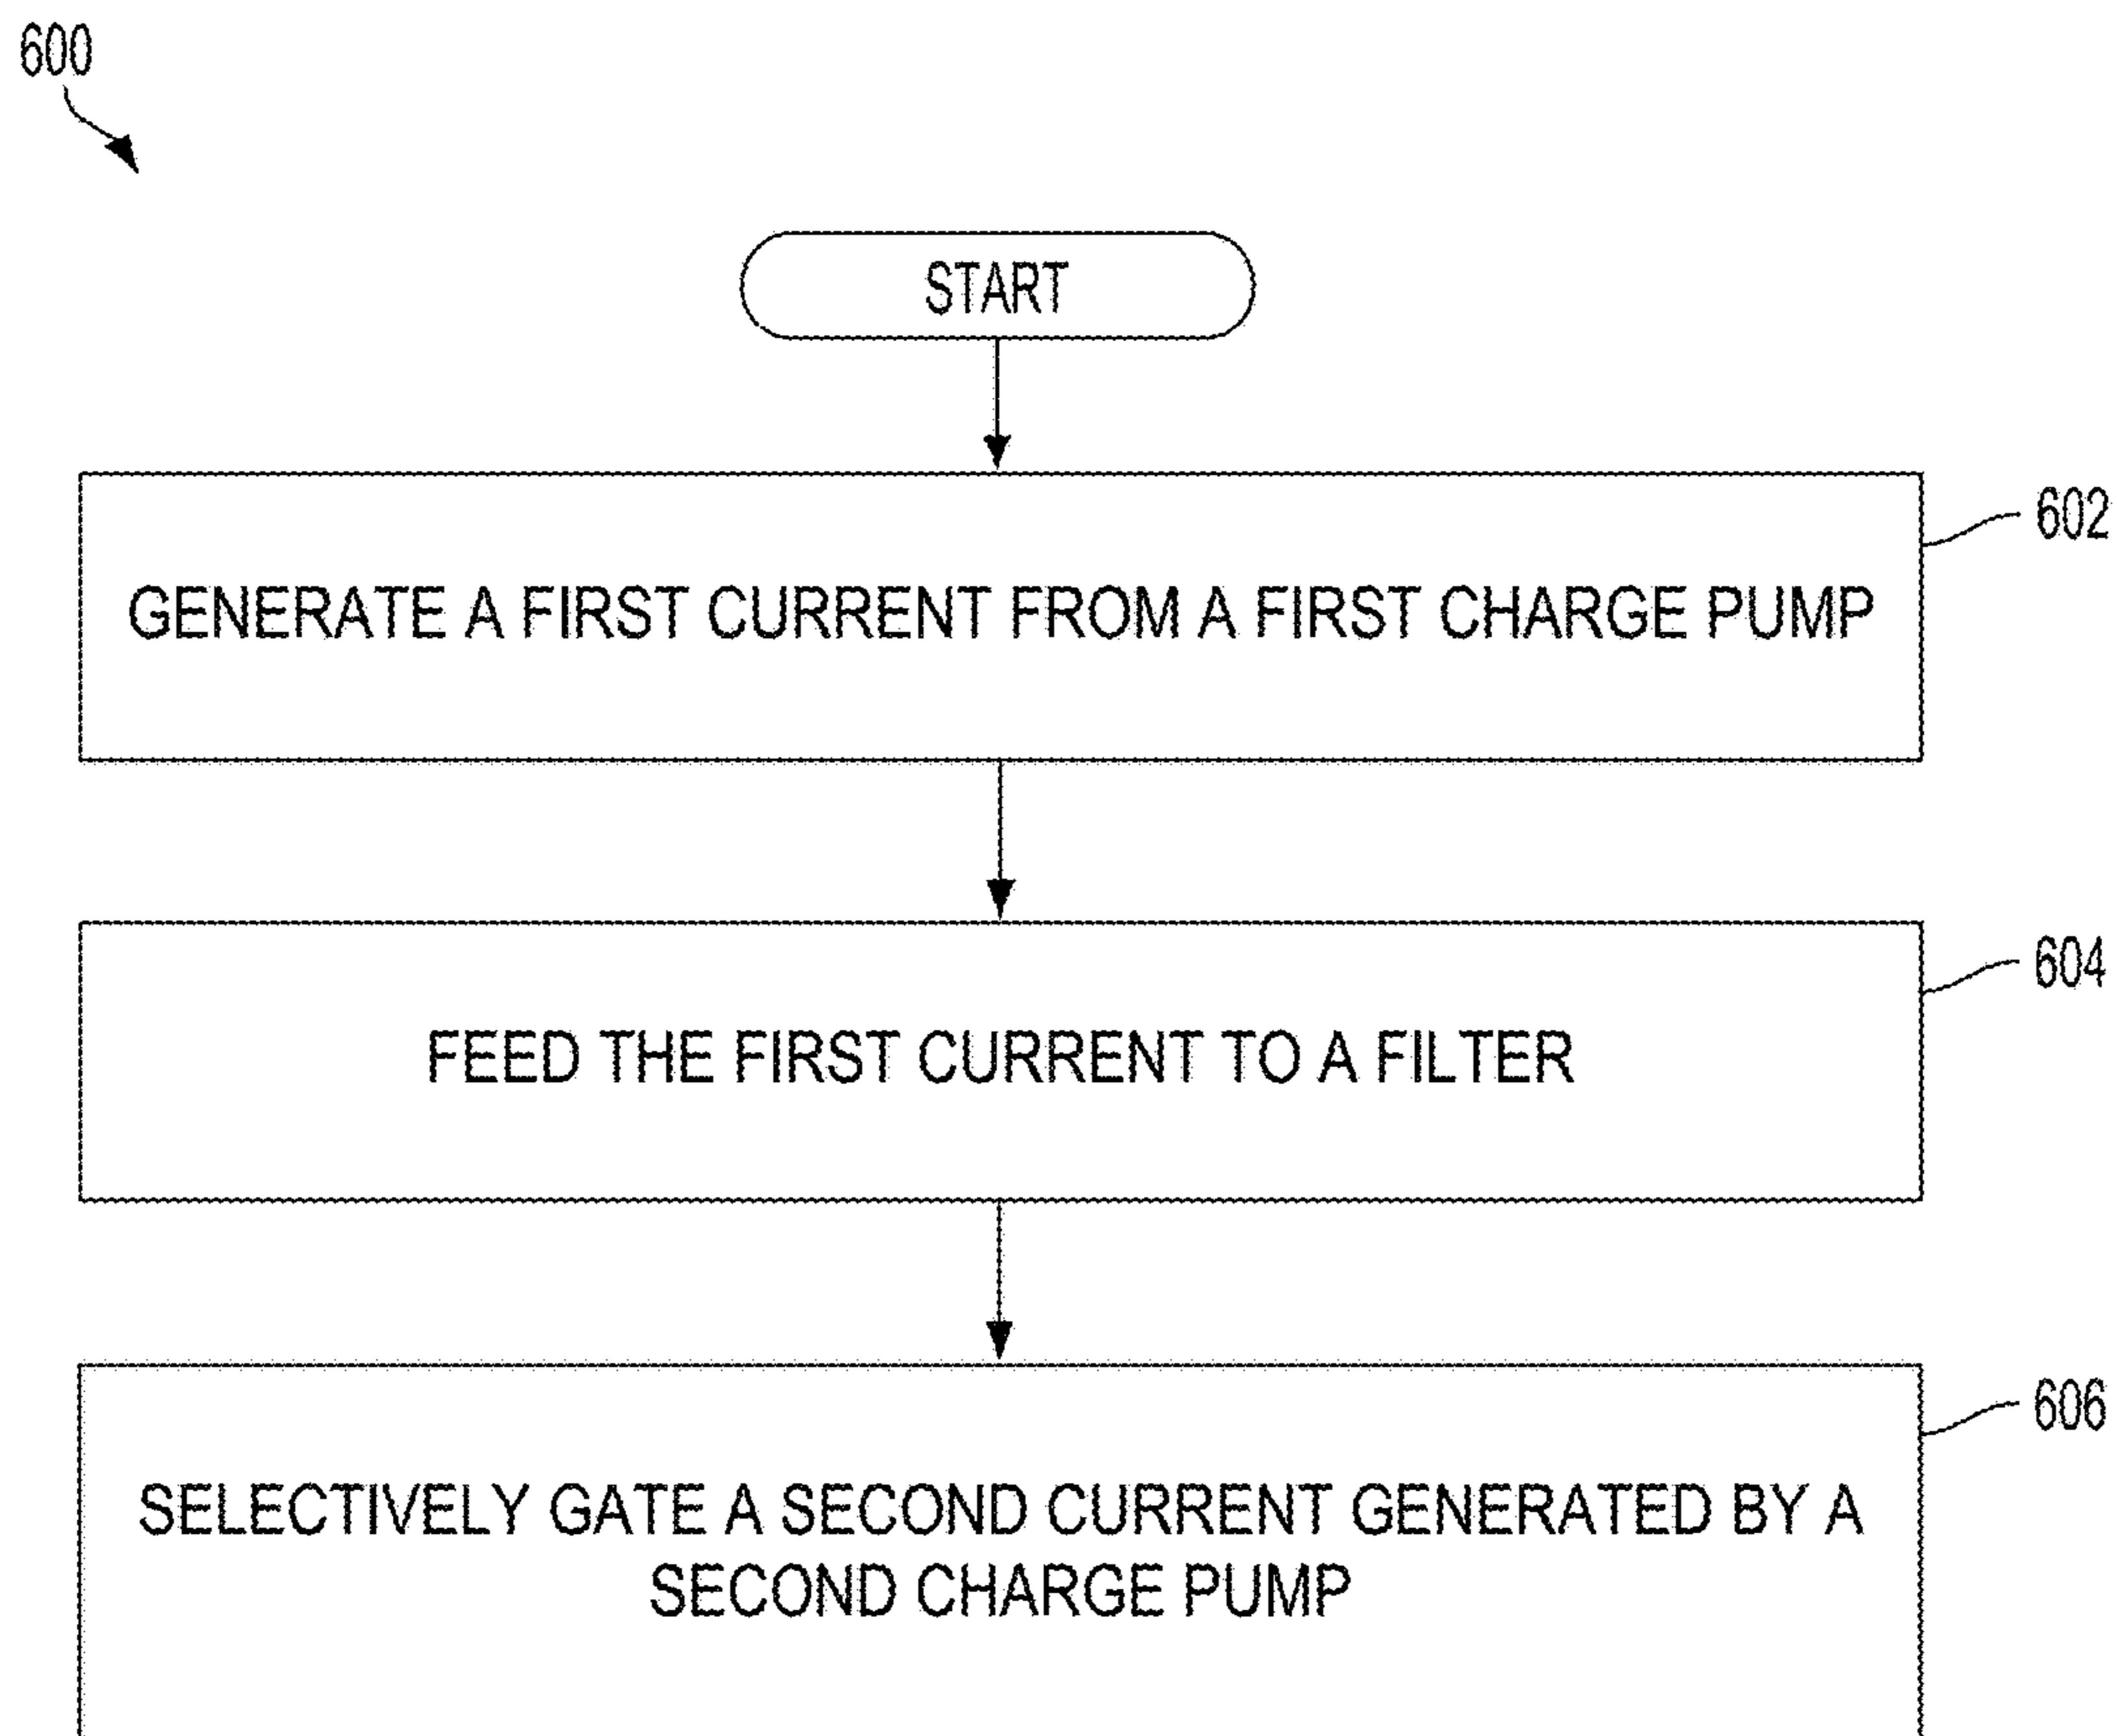 600
START
602
GENERATE A FIRST CURRENT FROM A FIRST CHARGE PUMP
604
FEED THE FIRST CURRENT TO A FILTER
606
SELECTIVELY GATE A SECOND CURRENT GENERATED BY A
SECOND CHARGE PUMP